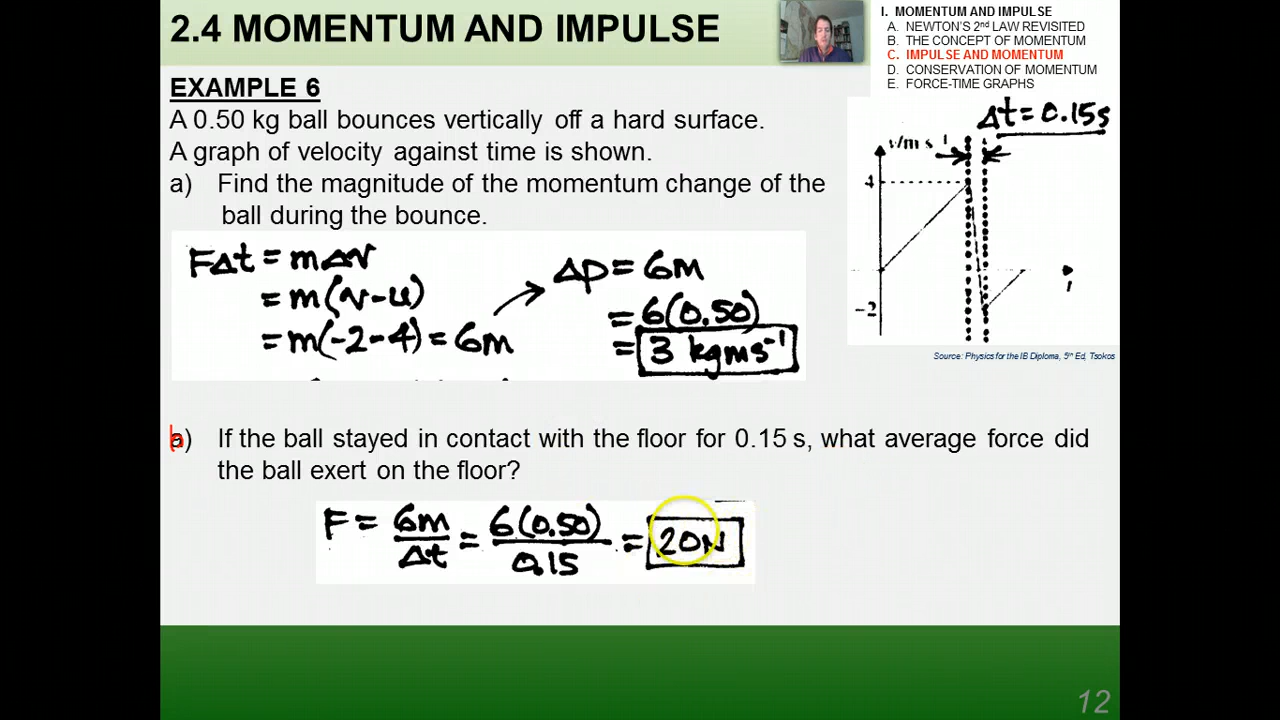 2.4 MOMENTUM AND IMPULSE
I. MOMENTUM AND IMPULSE
A. NEWTON'S 2nd LAW REVISITED
B. THE CONCEPT OF MOMENTUM
C. IMPULSE AND MOMENTUM
D. CONSERVATION OF MOMENTUM
E. FORCE-TIME GRAPHS
EXAMPLE 6
A 0.50 kg ball bounces vertically off a hard surface.
A graph of velocity against time is shown.
a) Find the magnitude of the momentum change of the
ball during the bounce.
FΔt = mΔv
= m(v-u)
= m(-2-4) = 6m
Δp = 6m
= 6(0.50)
= 3 kgms⁻¹
Δt = 0.15s
v/m s⁻¹
4
-2
Source: Physics for the IB Diploma, 5th Ed, Tsokos
b) If the ball stayed in contact with the floor for 0.15 s, what average force did
the ball exert on the floor?
F = 6m/Δt = 6(0.50)/0.15 = 20N
12